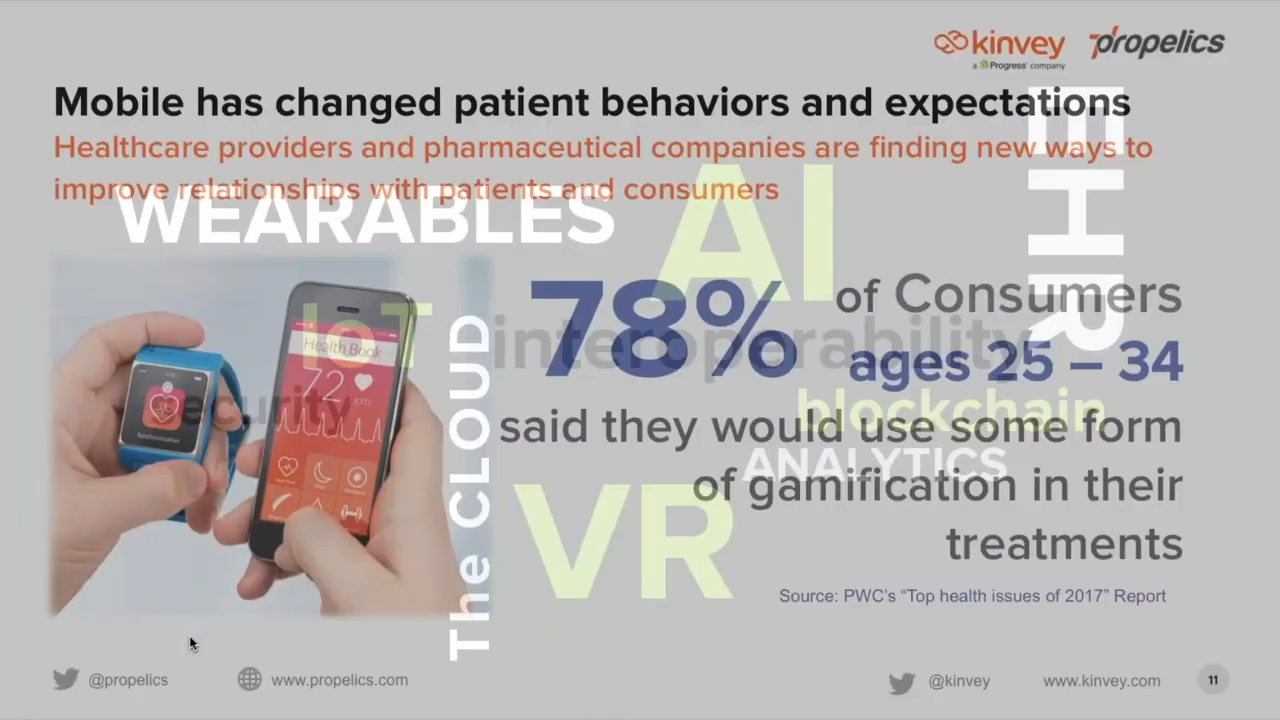 kinvey
a Progress company
propelics
Mobile has changed patient behaviors and expectations
Healthcare providers and pharmaceutical companies are finding new ways to
improve relationships with patients and consumers
WEARABLES
AI
EHR
IoT
interoperability
security
The CLOUD
blockchain
ANALYTICS
VR
Health Book
72 bpm
Synchronization
78% of Consumers
ages 25 – 34
said they would use some form
of gamification in their
treatments
Source: PWC's “Top health issues of 2017” Report
@propelics
www.propelics.com
@kinvey
www.kinvey.com
11